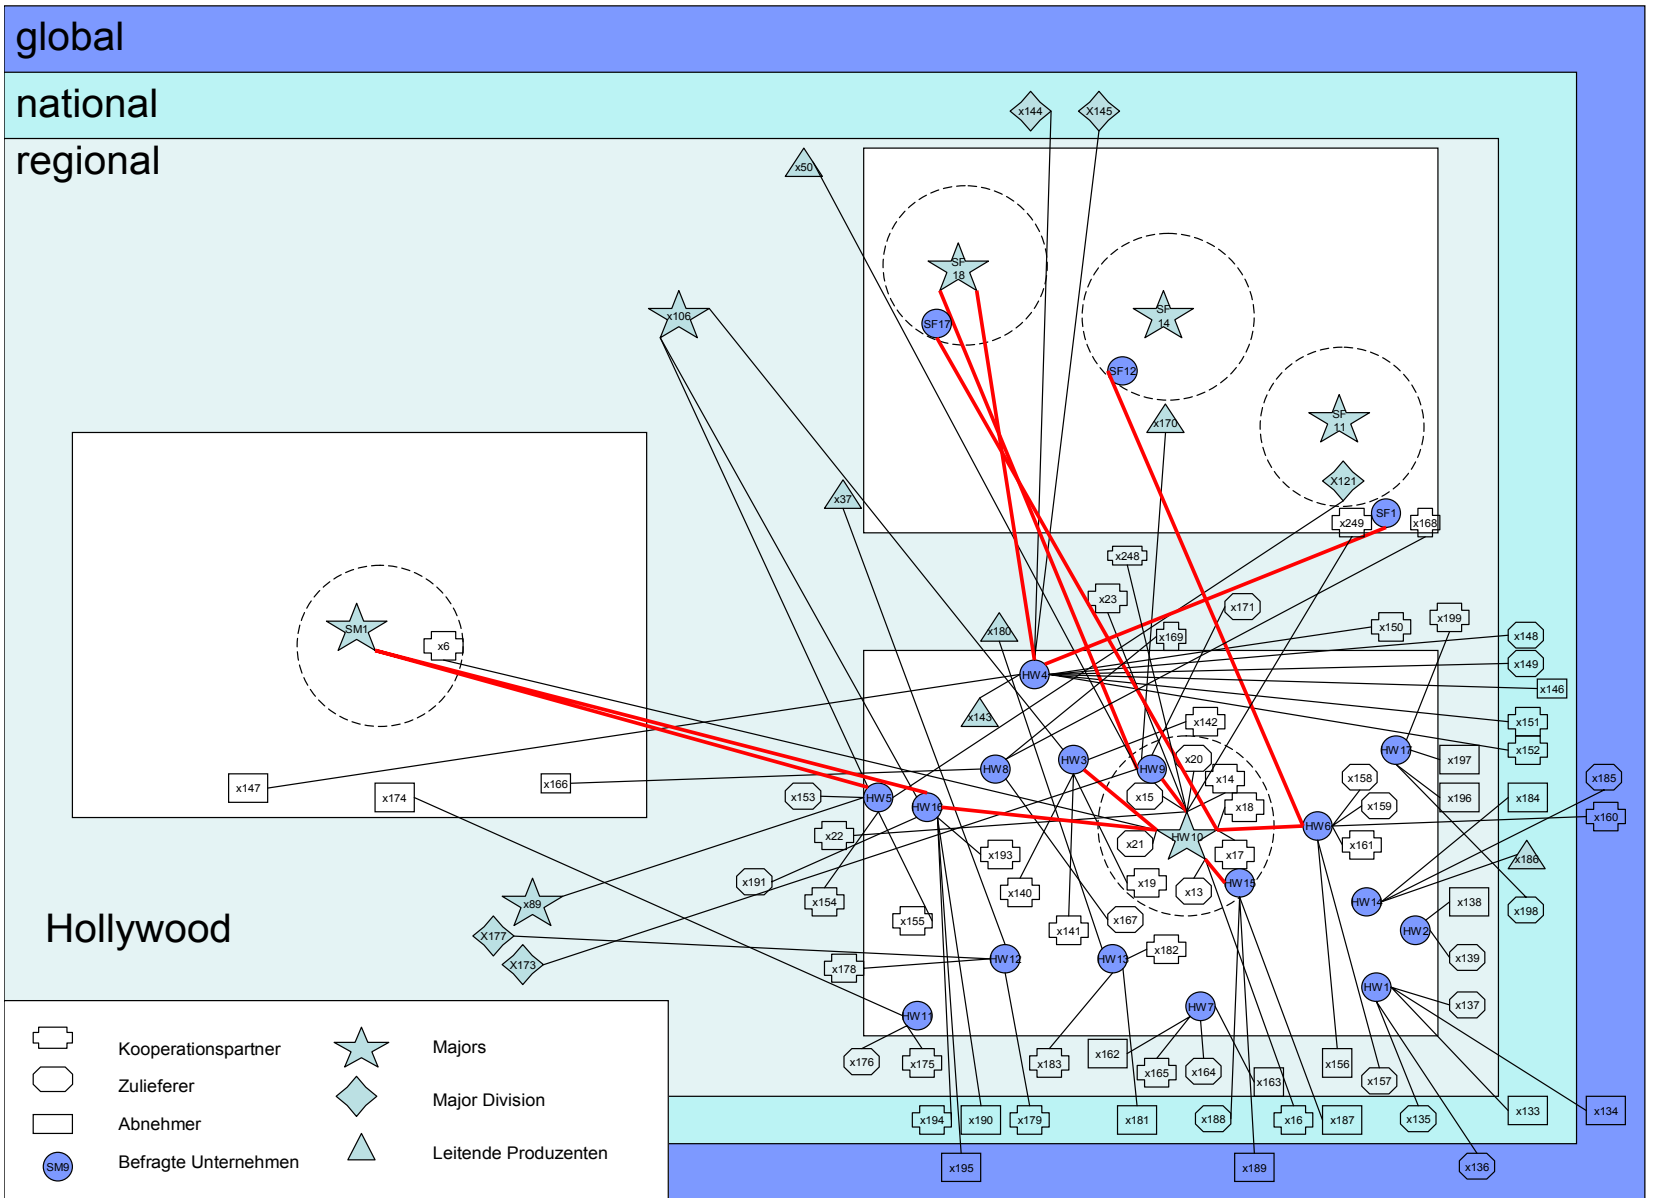 global
national
x144
X145
regional
x50
SF
18
x106
SF
14
SF17
SF12
SF
11
x170
X121
x37
SF1
x249
x168
x248
x23
x171
x199
SM1
x180
x169
x150
x148
x6
x149
HW4
x146
x143
x142
x151
x152
HW17
x20
x197
HW3
HW8
HW9
x14
x158
x185
x166
x147
x174
x153
HW5
HW16
x15
x18
x159
x196
x184
x160
x22
HW10
HW6
x21
x161
x193
x17
x186
x191
x19
x13
HW15
x140
x89
x154
x155
x167
HW14
x138
x198
Hollywood
x141
HW2
X177
x182
X173
x178
HW12
HW13
x139
HW1
x137
HW7
HW11
Kooperationspartner
Majors
x176
x175
x183
x162
x165
x164
x163
x156
x157
Zulieferer
Major Division
Abnehmer
x194
x190
x179
x181
x188
x16
x187
x135
x133
x134
Befragte Unternehmen
SM9
Leitende Produzenten
x195
x189
x136